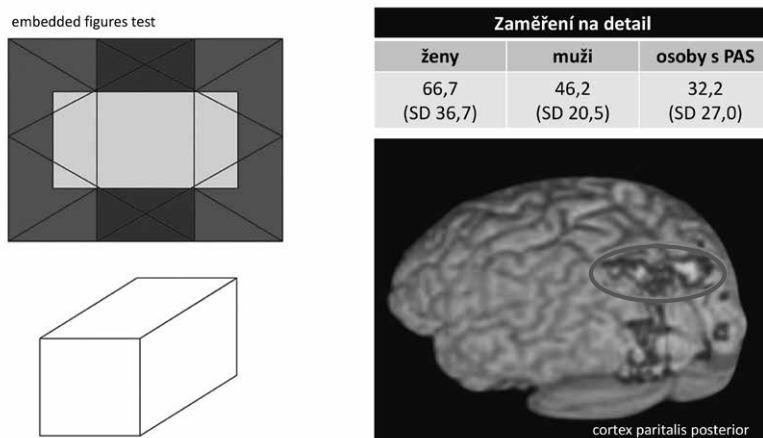 embedded figures test
Zaměření na detail
ženy muži osoby s PAS
66,7 46,2 32,2
(SD 36,7) (SD 20,5) (SD 27,0)
cortex paritalis posterior